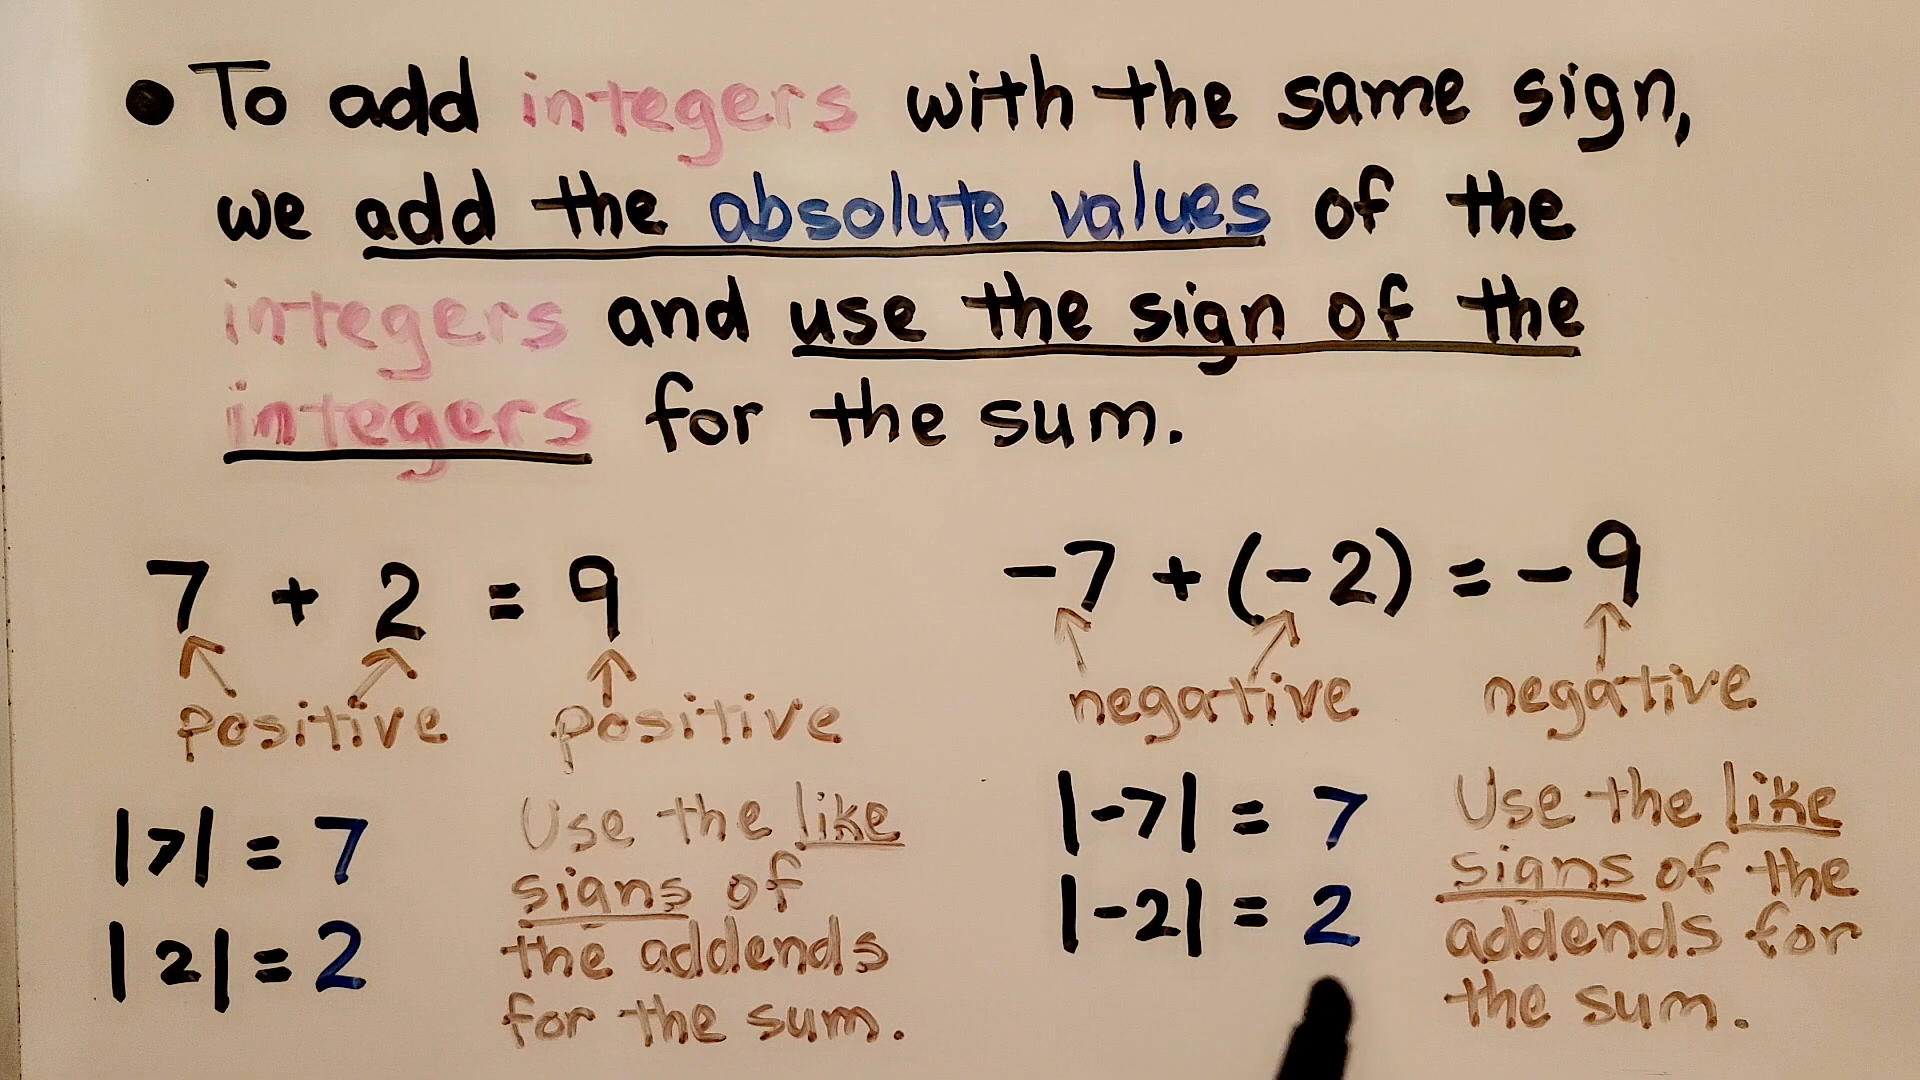 • To add integers with the same sign,
we add the absolute values of the
integers and use the sign of the
integers for the sum.
7 + 2 = 9
positive positive
|7| = 7
|2| = 2
Use the like
signs of
the addends
for the sum.
-7 + (-2) = -9
negative negative
|-7| = 7
|-2| = 2
Use the like
signs of the
addends for
the sum.